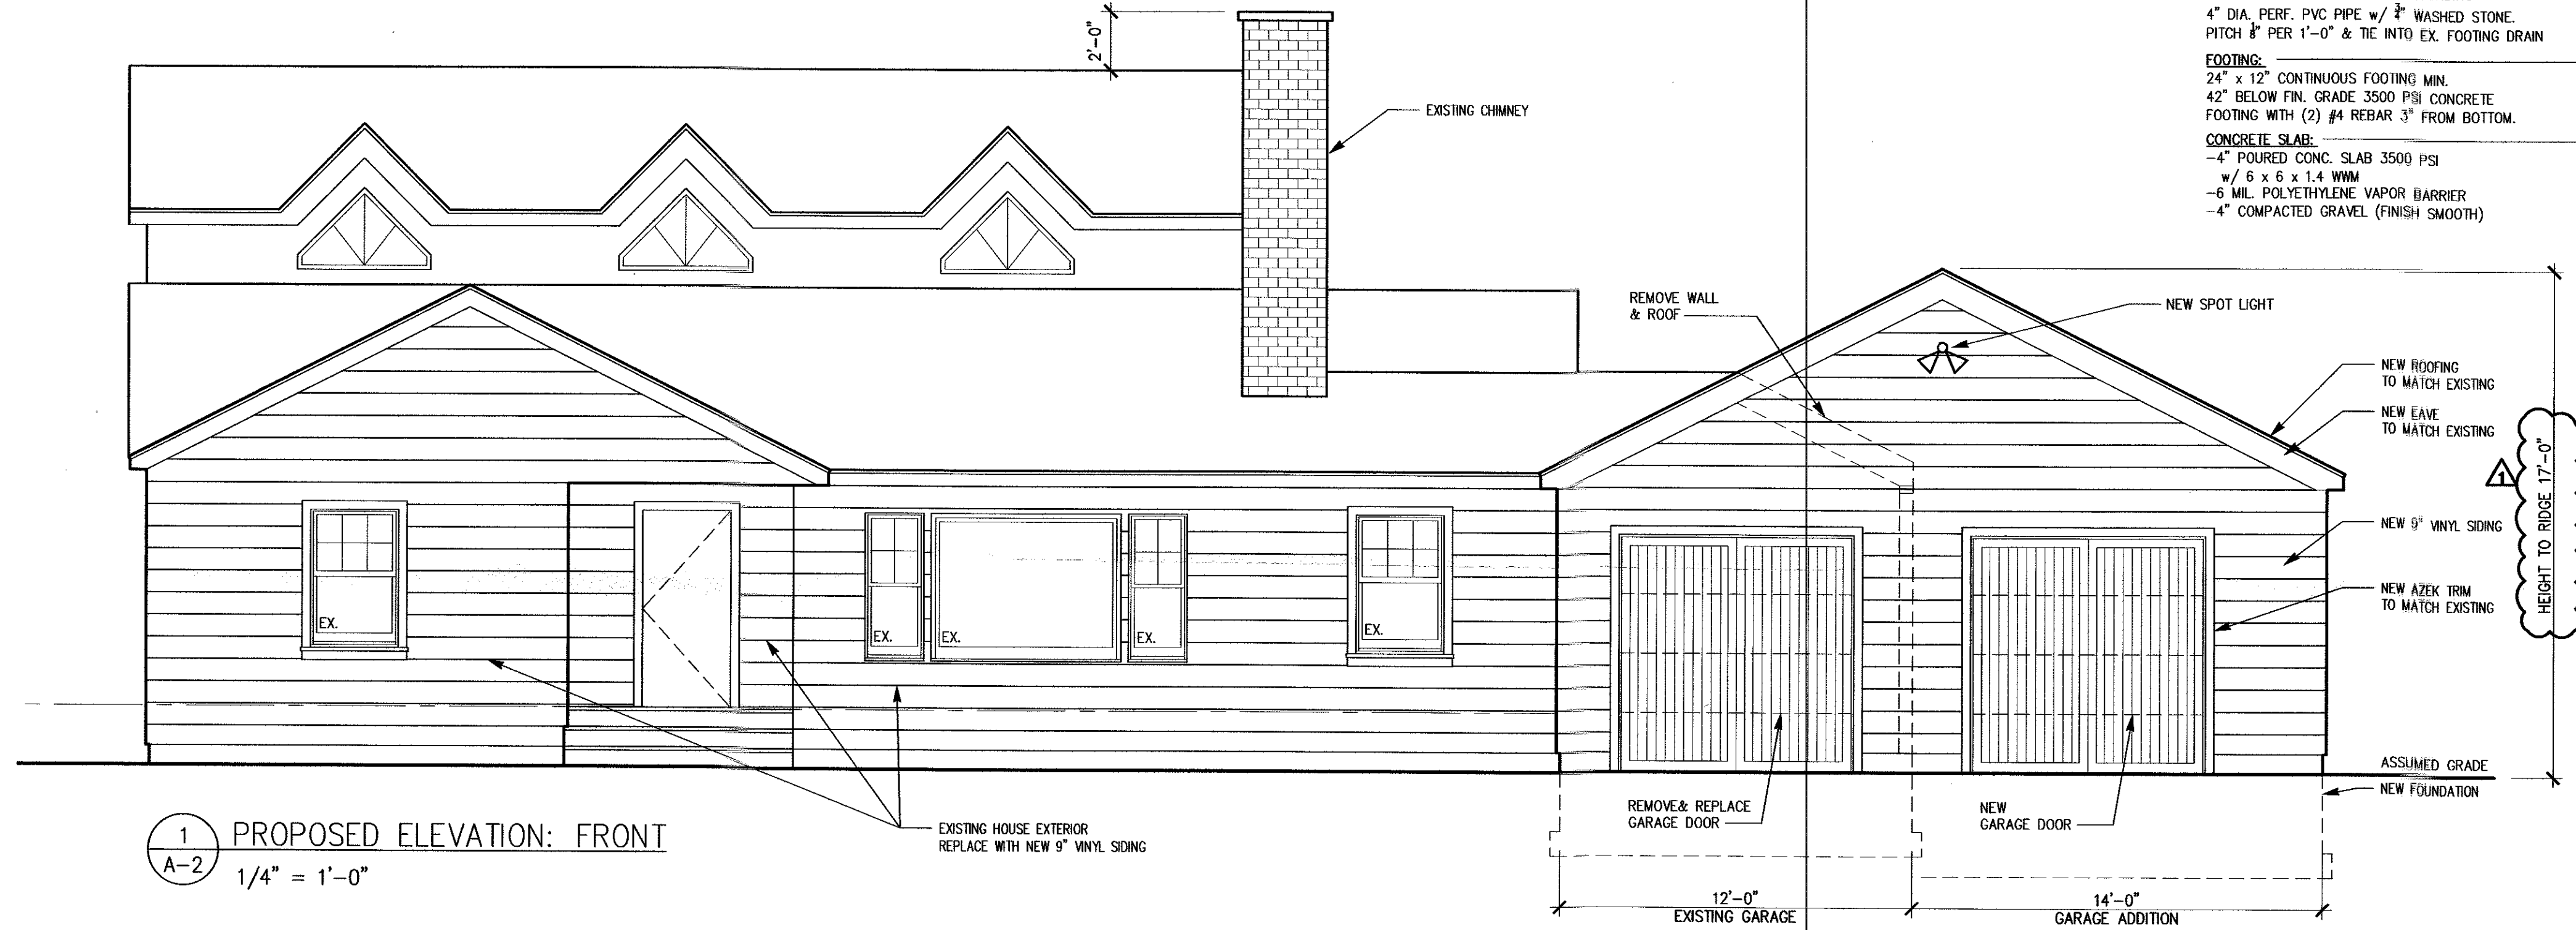 4" DIA. PERF. PVC PIPE w/ 3/4" WASHED STONE.
PITCH 1/8" PER 1'-0" & TIE INTO EX. FOOTING DRAIN
FOOTING:
24" x 12" CONTINUOUS FOOTING MIN.
42" BELOW FIN. GRADE 3500 PSI CONCRETE
FOOTING WITH (2) #4 REBAR 3" FROM BOTTOM.
CONCRETE SLAB:
-4" POURED CONC. SLAB 3500 PSI
w/ 6 x 6 x 1.4 WWM
-6 MIL. POLYETHYLENE VAPOR BARRIER
-4" COMPACTED GRAVEL (FINISH SMOOTH)
2'-0"
EXISTING CHIMNEY
REMOVE WALL
& ROOF
NEW SPOT LIGHT
NEW ROOFING
TO MATCH EXISTING
NEW EAVE
TO MATCH EXISTING
1
HEIGHT TO RIDGE 17'-0"
NEW 9" VINYL SIDING
NEW AZEK TRIM
TO MATCH EXISTING
EX.
EX.
EX.
EX.
EX.
ASSUMED GRADE
NEW FOUNDATION
REMOVE& REPLACE
GARAGE DOOR
NEW
GARAGE DOOR
EXISTING HOUSE EXTERIOR
REPLACE WITH NEW 9" VINYL SIDING
1
A-2
PROPOSED ELEVATION: FRONT
1/4" = 1'-0"
12'-0"
EXISTING GARAGE
14'-0"
GARAGE ADDITION